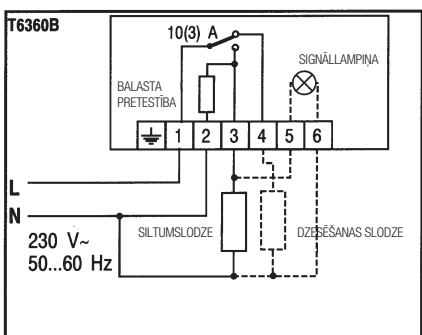 T6360B
10(3) A
SIGNĀLLAMPIŅA
BALASTA
PRETESTĪBA
1 2 3 4 5 6
L
N
SILTUMSLODZE
DZESĒŠANAS SLODZE
230 V~
50...60 Hz